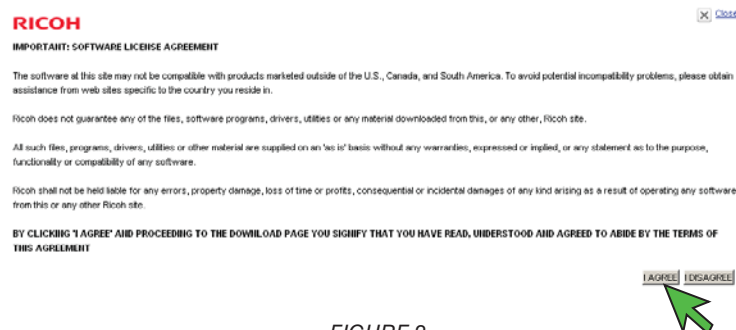 Close
RICOH
IMPORTANT: SOFTWARE LICENSE AGREEMENT
The software at this site may not be compatible with products marketed outside of the U.S., Canada, and South America. To avoid potential incompatibility problems, please obtain
assistance from web sites specific to the country you reside in.
Ricoh does not guarantee any of the files, software programs, drivers, utilities or any material downloaded from this, or any other, Ricoh site.
All such files, programs, drivers, utilities or other material are supplied on an 'as is' basis without any warranties, expressed or implied, or any statement as to the purpose,
functionality or compatibility of any software.
Ricoh shall not be held liable for any errors, property damage, loss of time or profits, consequential or incidental damages of any kind arising as a result of operating any software
from this or any other Ricoh site.
BY CLICKING 'I AGREE' AND PROCEEDING TO THE DOWNLOAD PAGE YOU SIGNIFY THAT YOU HAVE READ, UNDERSTOOD AND AGREED TO ABIDE BY THE TERMS OF
THIS AGREEMENT
I AGREE I DISAGREE